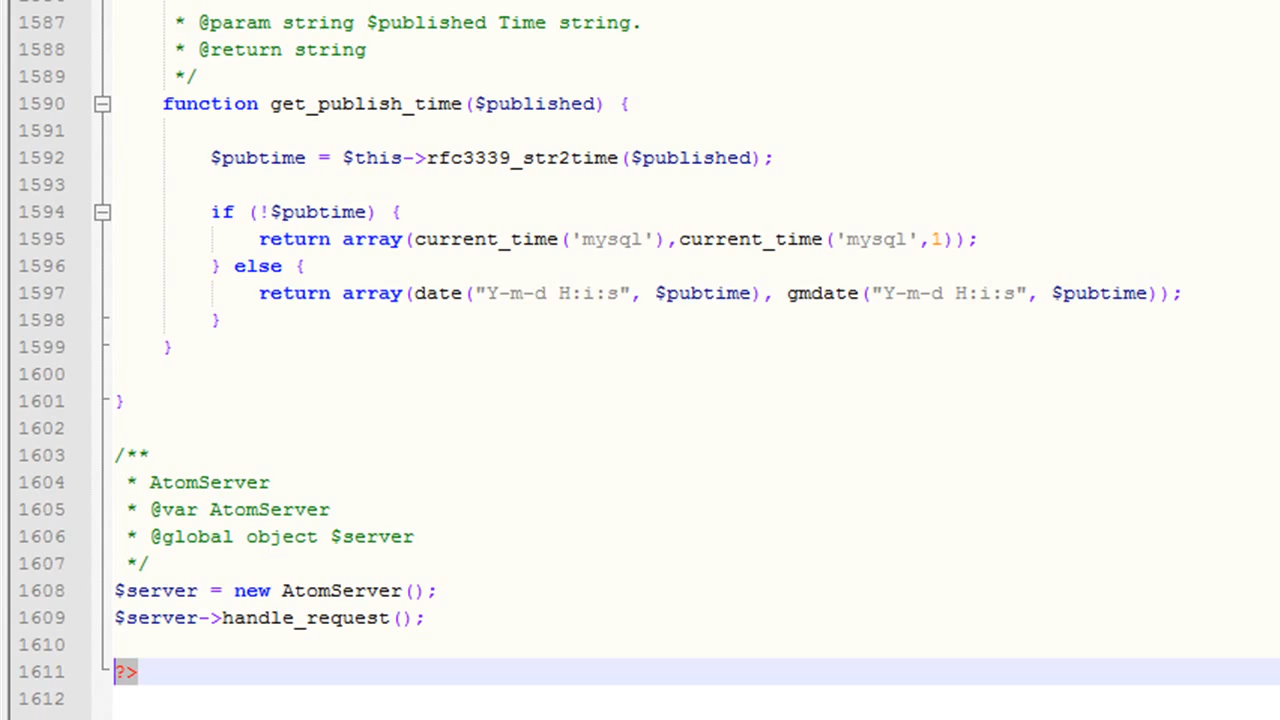 1587 * @param string $published Time string.
1588 * @return string
1589 */
1590 function get_publish_time($published) {
1591
1592 $pubtime = $this->rfc3339_str2time($published);
1593
1594 if (!$pubtime) {
1595 return array(current_time('mysql'),current_time('mysql',1));
1596 } else {
1597 return array(date("Y-m-d H:i:s", $pubtime), gmdate("Y-m-d H:i:s", $pubtime));
1598 }
1599 }
1600
1601 }
1602
1603 /**
1604 * AtomServer
1605 * @var AtomServer
1606 * @global object $server
1607 */
1608 $server = new AtomServer();
1609 $server->handle_request();
1610
1611 ?>
1612